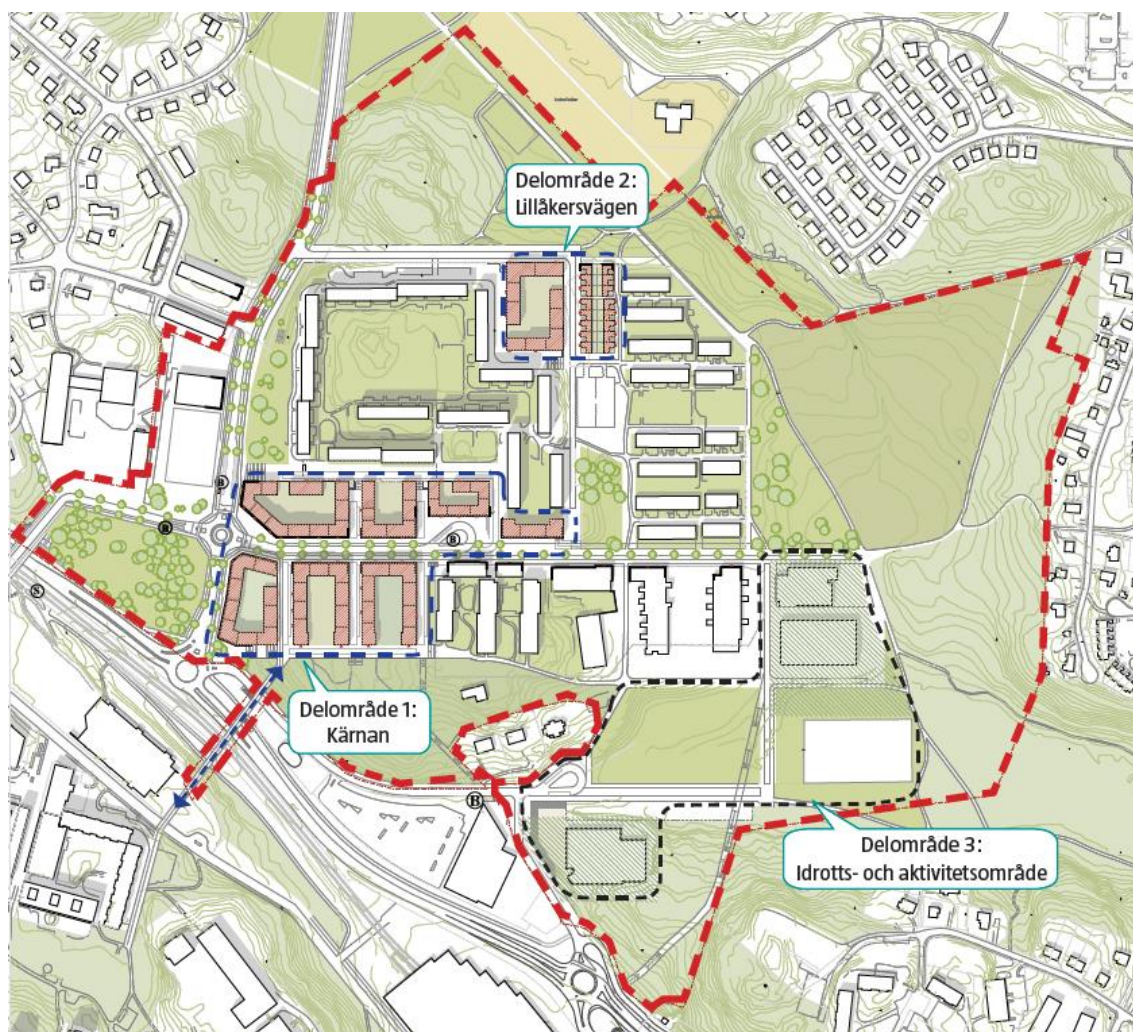 Delområde 2:
Lillåkersvägen
B
B
B
S
Delområde 1:
Kärnan
B
Delområde 3:
Idrotts- och aktivitetsområde